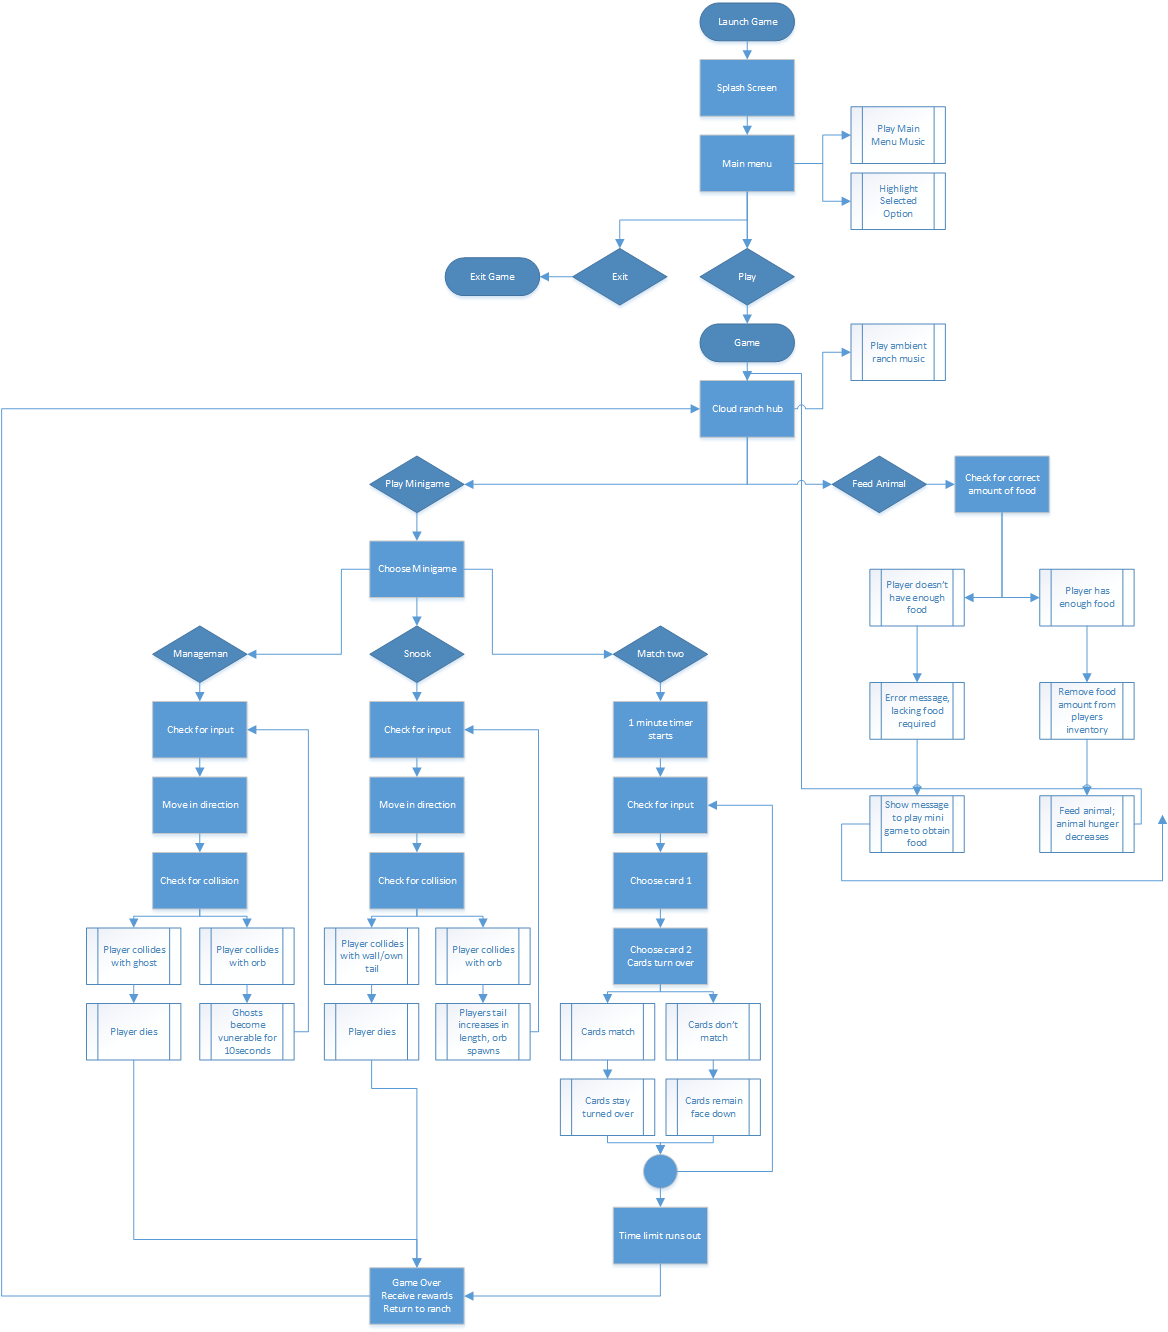 Launch Game
Splash Screen
Main menu
Play Main
Menu Music
Highlight
Selected
Option
Exit Game
Exit
Play
Game
Play ambient
ranch music
Cloud ranch hub
Play Minigame
Feed Animal
Check for correct
amount of food
Choose Minigame
Player doesn't
have enough
food
Player has
enough food
Manageman
Snook
Match two
Error message,
lacking food
required
Remove food
amount from
players
inventory
Check for input
Check for input
1 minute timer
starts
Move in direction
Move in direction
Check for input
Show message
to play mini
game to obtain
food
Feed animal;
animal hunger
decreases
Check for collision
Check for collision
Choose card 1
Player collides
with ghost
Player collides
with orb
Player collides
with wall/own
tail
Player collides
with orb
Choose card 2
Cards turn over
Player dies
Ghosts
become
vunerable for
10seconds
Player dies
Players tail
increases in
length, orb
spawns
Cards match
Cards don't
match
Cards stay
turned over
Cards remain
face down
Time limit runs out
Game Over
Receive rewards
Return to ranch